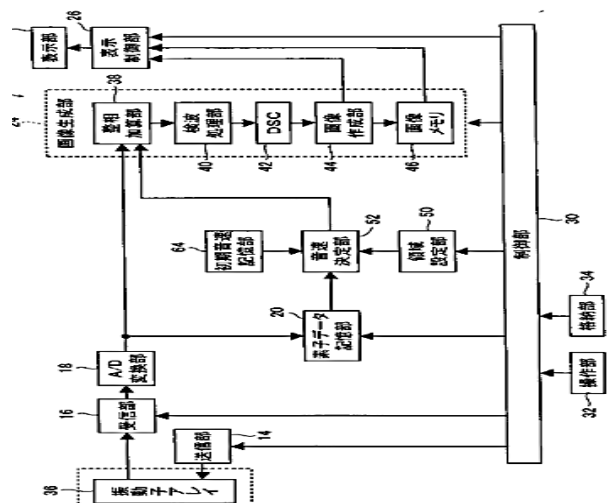 表示部
26
表示
制御部
画像生成部
38
整相
加算部
検波
処理部
40
DSC
42
画像
作成部
44
画像
メモリ
46
64
初期音速
記憶部
音速
決定部
52
領域
設定部
50
20
素子データ
記憶部
18
A/D
変換部
16
受信部
送信部
14
36
振動子アレイ
制御部
30
格納部
34
操作部
32